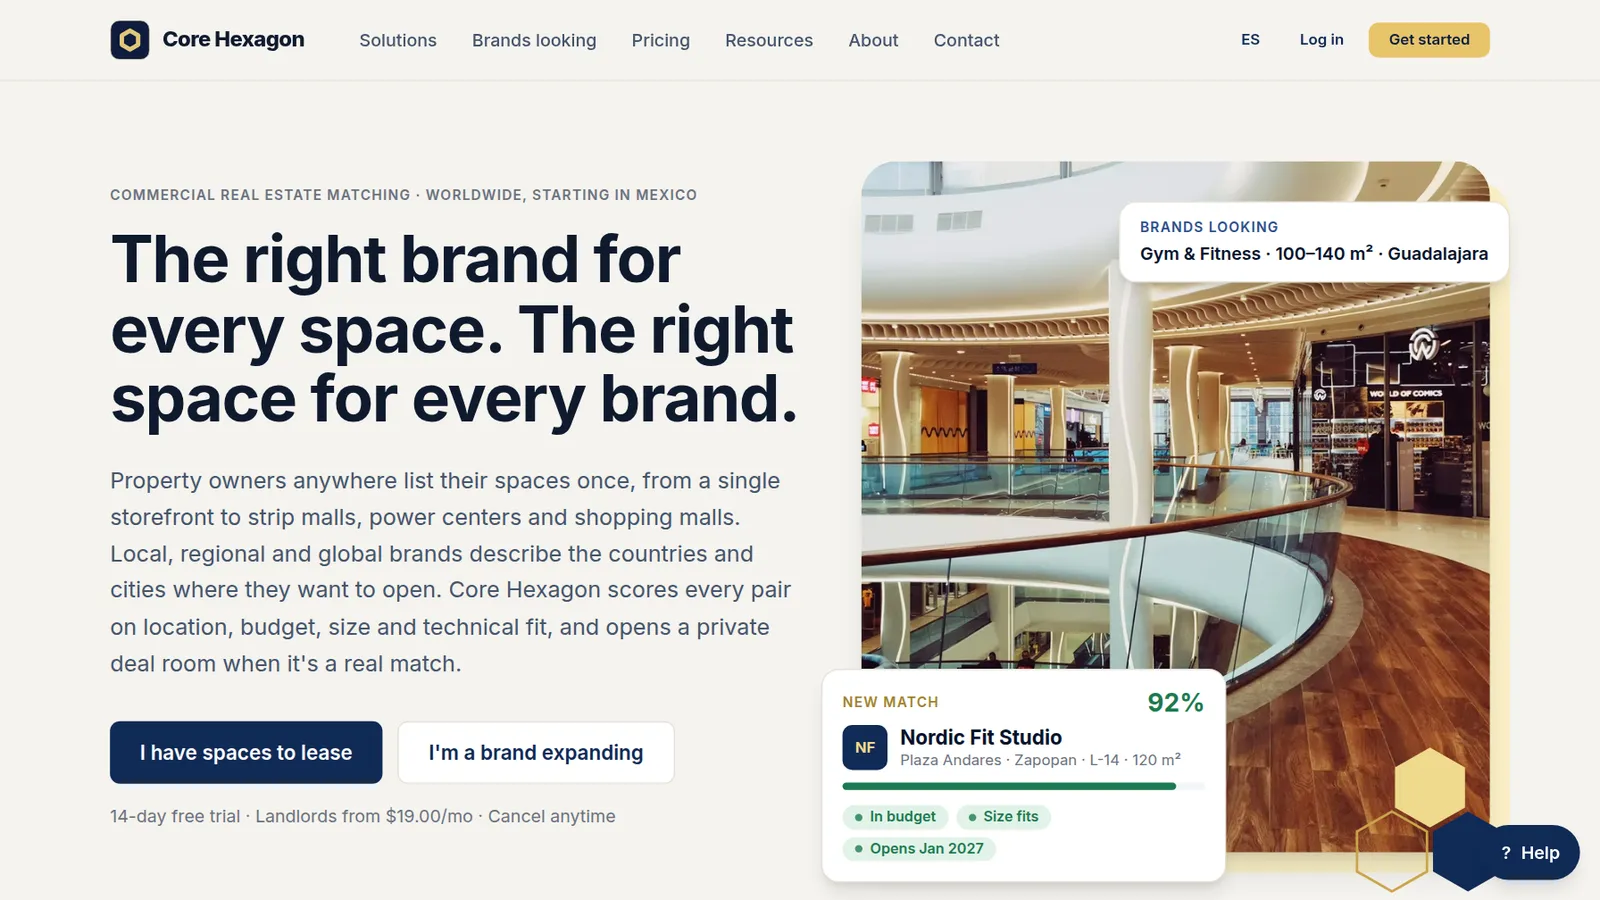 Core Hexagon
Solutions
Brands looking
Pricing
Resources
About
Contact
ES
Log in
Get started
COMMERCIAL REAL ESTATE MATCHING · WORLDWIDE, STARTING IN MEXICO
The right brand for
every space. The right
space for every brand.
Property owners anywhere list their spaces once, from a single
storefront to strip malls, power centers and shopping malls.
Local, regional and global brands describe the countries and
cities where they want to open. Core Hexagon scores every pair
on location, budget, size and technical fit, and opens a private
deal room when it's a real match.
I have spaces to lease
I'm a brand expanding
14-day free trial · Landlords from $19.00/mo · Cancel anytime
BRANDS LOOKING
Gym & Fitness · 100–140 m² · Guadalajara
WORLD OF COMICS
NEW MATCH
92%
NF
Nordic Fit Studio
Plaza Andares · Zapopan · L-14 · 120 m²
In budget
Size fits
Opens Jan 2027
? Help